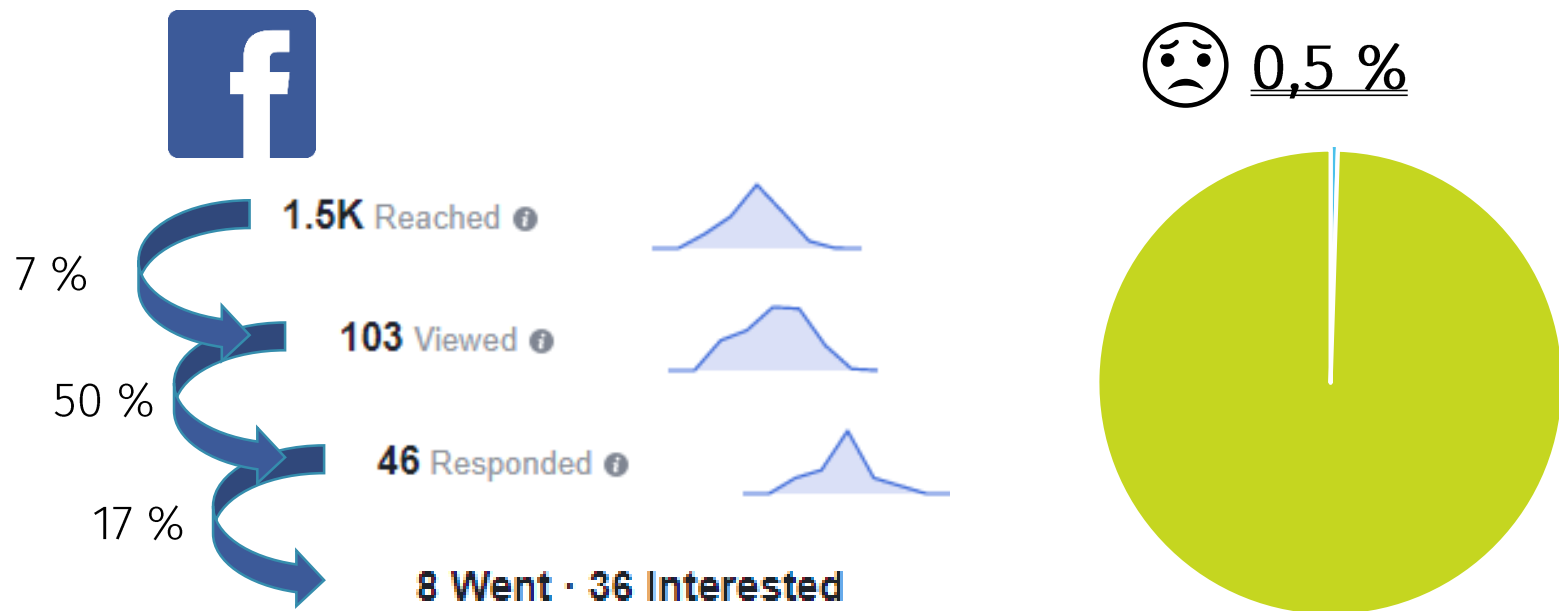 f
0,5 %
1.5K Reached i
7 %
103 Viewed i
50 %
46 Responded i
17 %
8 Went · 36 Interested